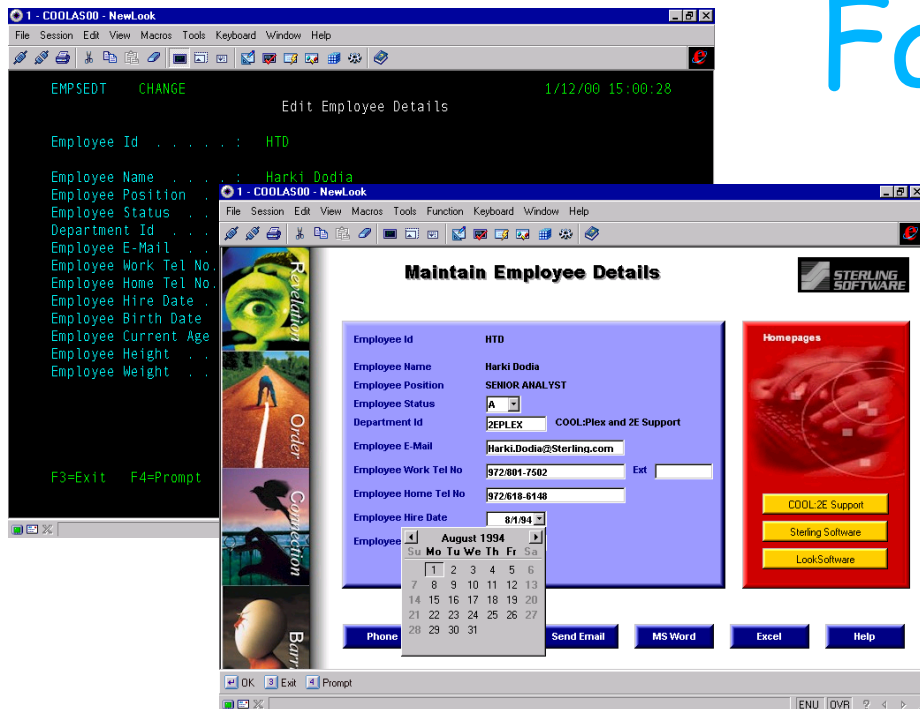 Fo
1 - COOLAS00 - NewLook
File Session Edit View Macros Tools Keyboard Window Help
EMPSEDT CHANGE 1/12/00 15:00:28
Edit Employee Details
Employee Id . . . . . : HTD
Employee Name . . . . : Harki Dodia
Employee Position .
Employee Status . .
Department Id . . .
Employee E-Mail . .
Employee Work Tel No.
Employee Home Tel No.
Employee Hire Date .
Employee Birth Date
Employee Current Age
Employee Height . .
Employee Weight . .
F3=Exit F4=Prompt
1 - COOLAS00 - NewLook
File Session Edit View Macros Tools Function Keyboard Window Help
Revelation
Order
Connection
Barr
Maintain Employee Details
STERLING
SOFTWARE
Employee Id HTD
Employee Name Harki Dodia
Employee Position SENIOR ANALYST
Employee Status A
Department Id 2EPLEX COOL:Plex and 2E Support
Employee E-Mail Harki.Dodia@Sterling.com
Employee Work Tel No 972/801-7502 Ext
Employee Home Tel No 972/618-6148
Employee Hire Date 8/1/94
Employee
August 1994
Su Mo Tu We Th Fr Sa
1 2 3 4 5 6
7 8 9 10 11 12 13
14 15 16 17 18 19 20
21 22 23 24 25 26 27
28 29 30 31
Homepages
COOL:2E Support
Sterling Software
LookSoftware
Phone Send Email MS Word Excel Help
OK 3 Exit 4 Prompt
ENU OVR ?